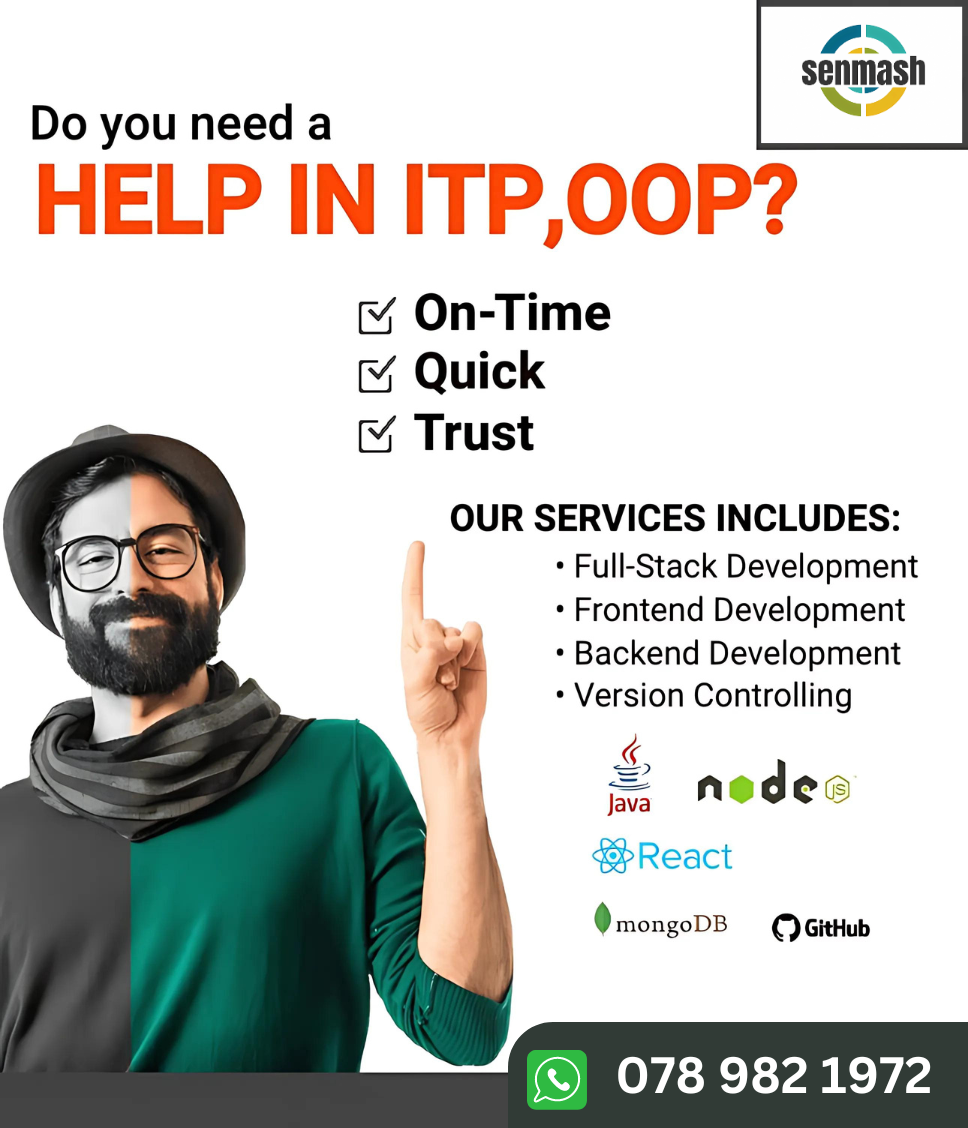 senmash
Do you need a
HELP IN ITP,OOP?
On-Time
Quick
Trust
OUR SERVICES INCLUDES:
• Full-Stack Development
• Frontend Development
• Backend Development
• Version Controlling
Java
node
JS
React
mongoDB
GitHub
078 982 1972